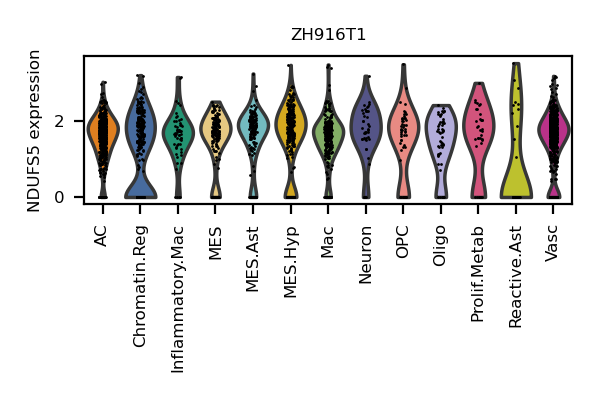 ZH916T1
NDUFS5 expression
2
0
AC
Chromatin.Reg
Inflammatory.Mac
MES
MES.Ast
MES.Hyp
Mac
Neuron
OPC
Oligo
Prolif.Metab
Reactive.Ast
Vasc